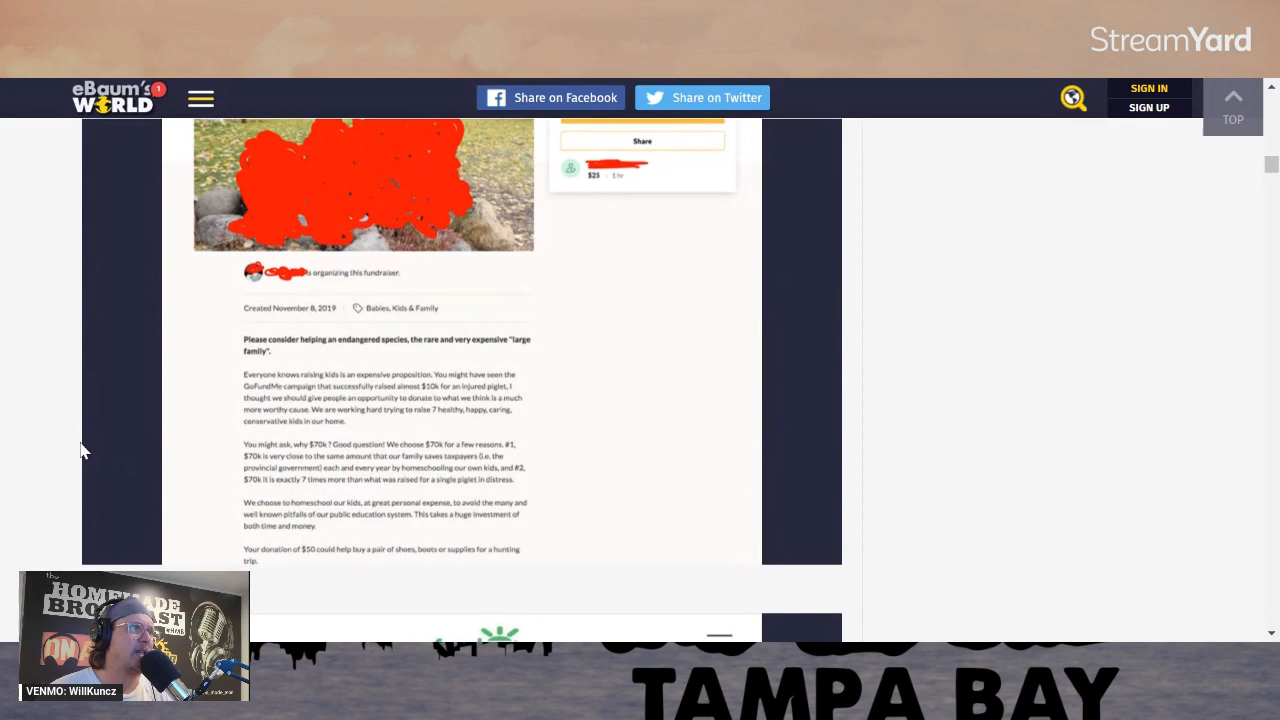 StreamYard
eBaum's
WORLD
1
Share on Facebook
Share on Twitter
SIGN IN
SIGN UP
TOP
Share
$25 · 1 hr
is organizing this fundraiser.
Created November 8, 2019
Babies, Kids & Family
Please consider helping an endangered species, the rare and very expensive "large
family".
Everyone knows raising kids is an expensive proposition. You might have seen the
GoFundMe campaign that successfully raised almost $10k for an injured piglet, I
thought we should give people an opportunity to donate to what we think is a much
more worthy cause. We are working hard trying to raise 7 healthy, happy, caring,
conservative kids in our home.
You might ask, why $70k? Good question! We choose $70k for a few reasons. #1,
$70k is very close to the same amount that our family saves taxpayers (i.e. the
provincial government) each and every year by homeschooling our own kids, and #2,
$70k it is exactly 7 times more than what was raised for a single piglet in distress.
We choose to homeschool our kids, at great personal expense, to avoid the many and
well known pitfalls of our public education system. This takes a huge investment of
both time and money.
Your donation of $50 could help buy a pair of shoes, boots or supplies for a hunting
trip.
the
HOMEMADE
BROADCAST
#HMB
VENMO: WillKuncz
TAMPA BAY